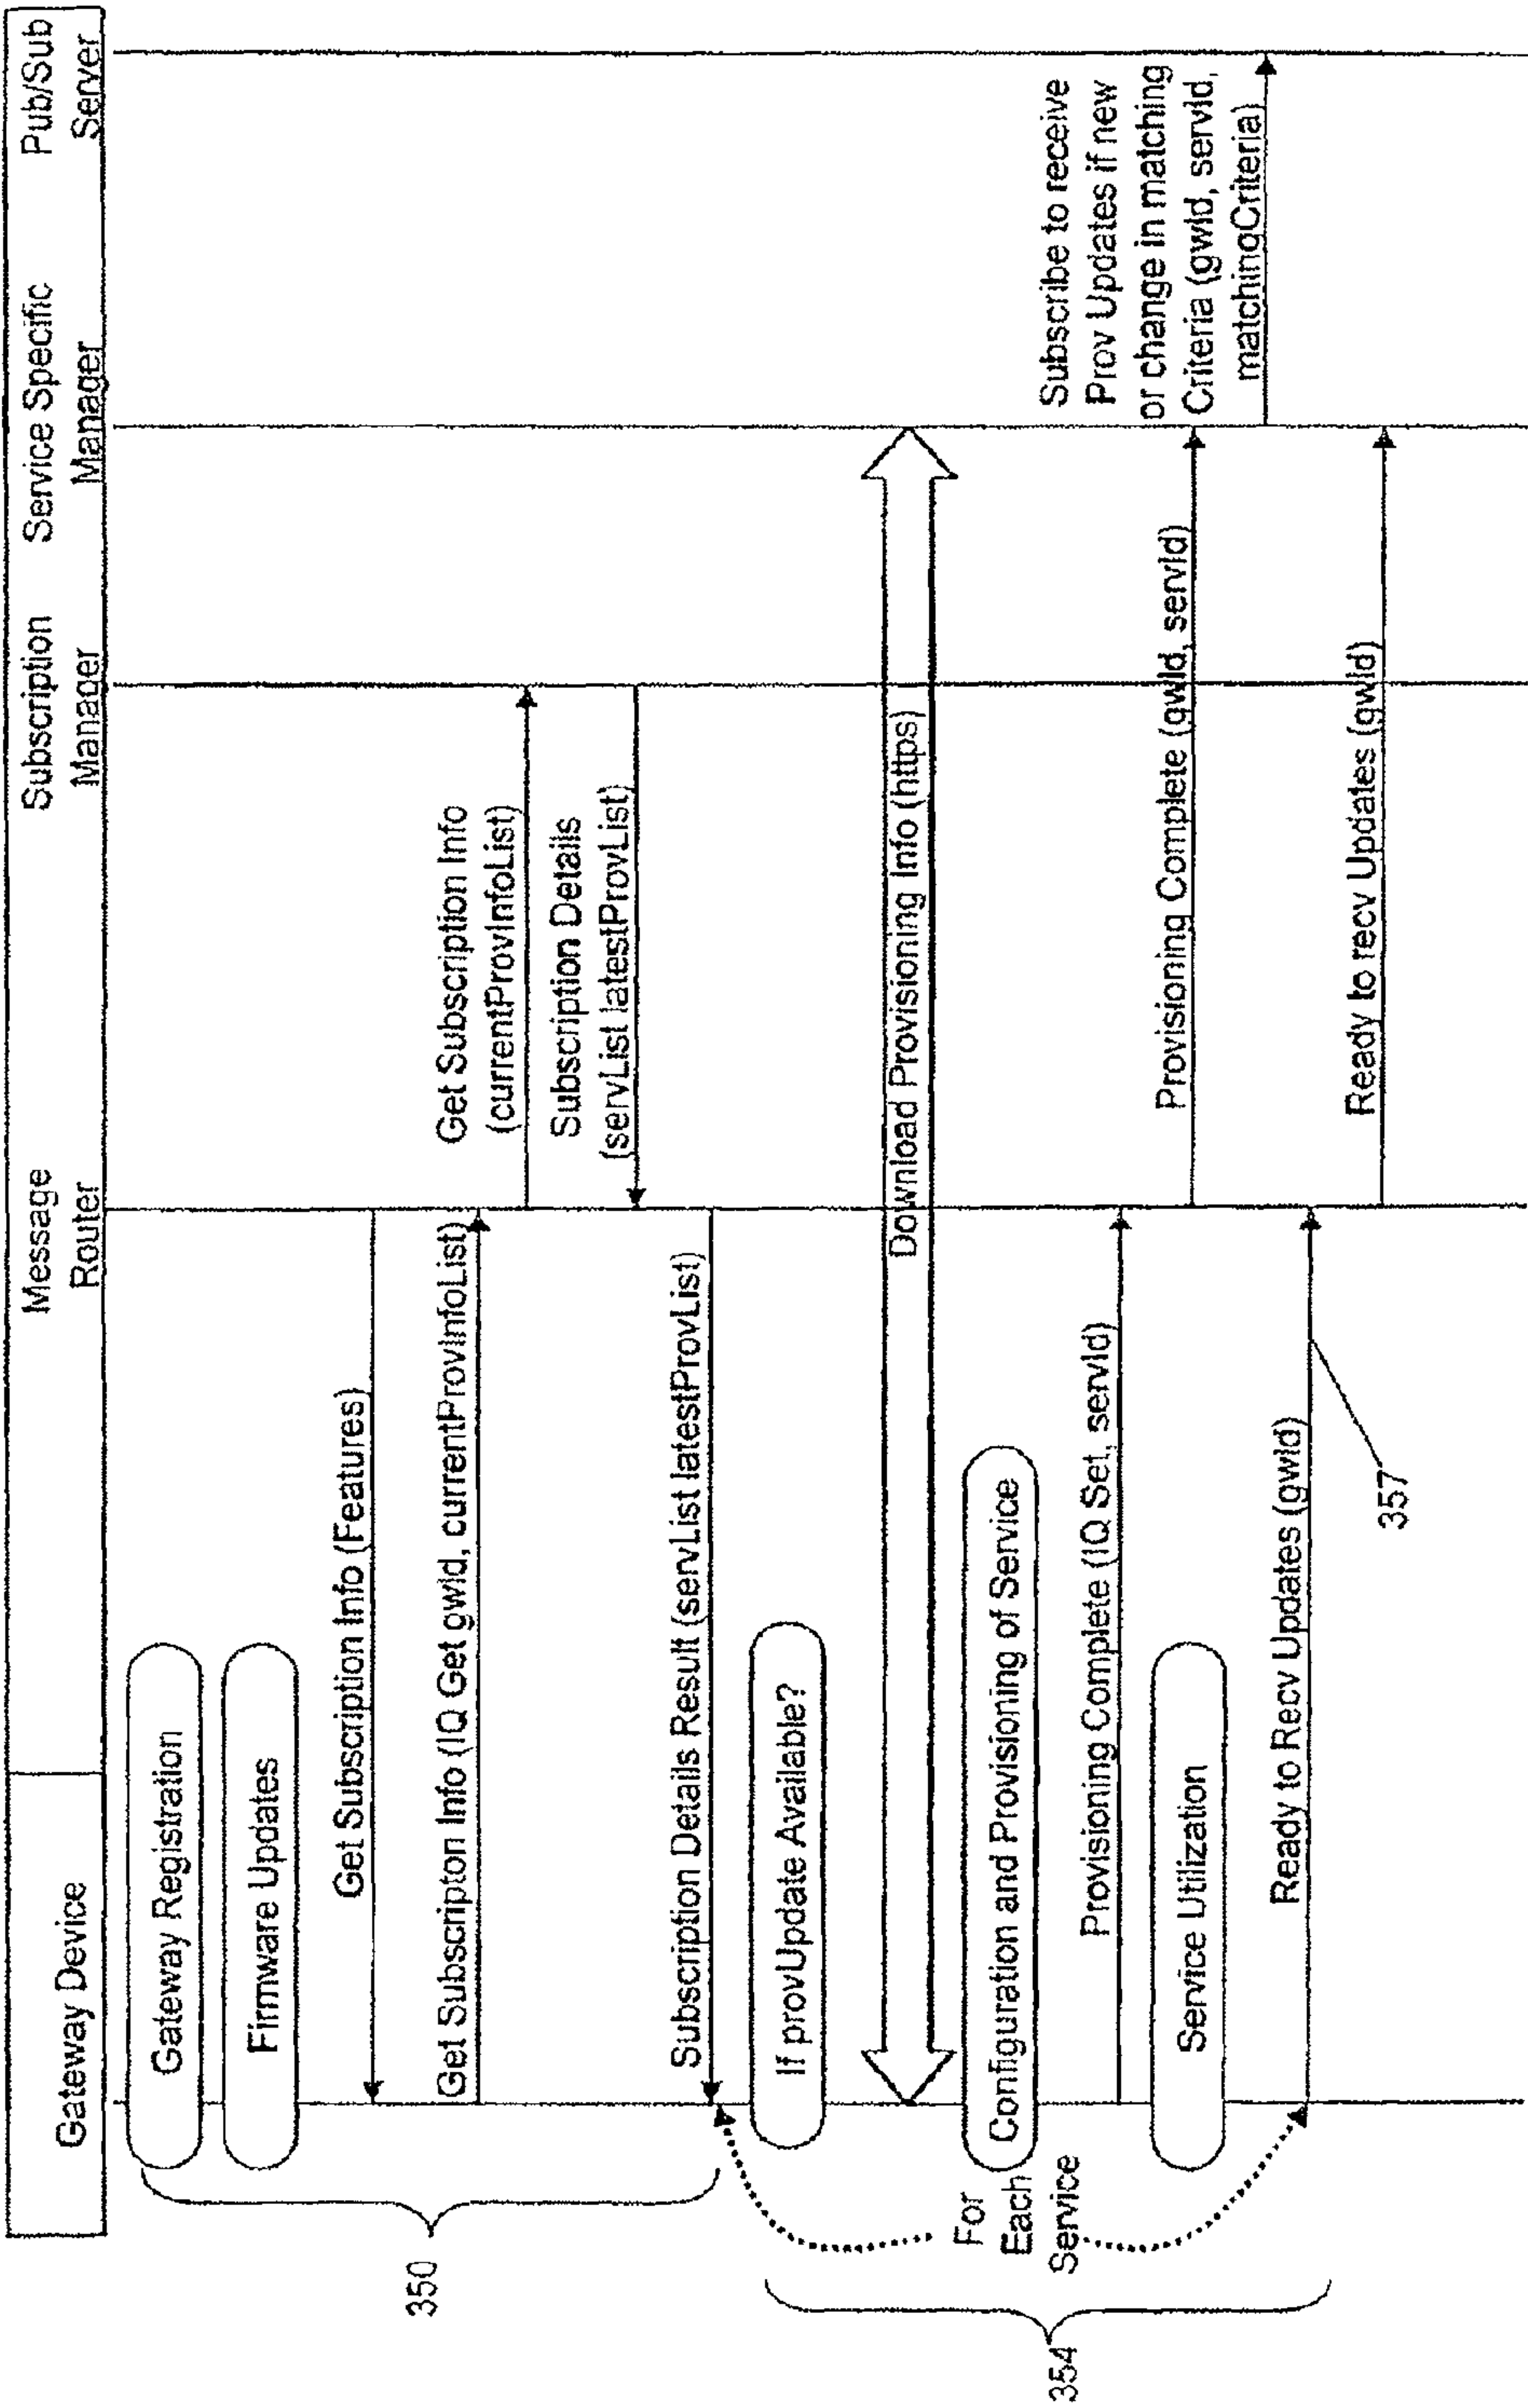 Gateway Device
Message
Router
Subscription
Manager
Service Specific
Manager
Pub/Sub
Server
Gateway Registration
Firmware Updates
Get Subscription Info (Features)
Get Subscripton Info (IQ Get gwId, currentProvInfoList)
Get Subscription Info
(currentProvInfoList)
Subscription Details
(servList latestProvList)
Subscription Details Result (servList latestProvList)
350
If provUpdate Available?
Download Provisioning Info (https)
Configuration and Provisioning of Service
For
Each
Service
Subscribe to receive
Prov Updates if new
or change in matching
Criteria (gwId, servId,
matchingCriteria)
Provisioning Complete (IQ Set, servId)
Provisioning Complete (gwId, servId)
Service Utilization
Ready to Recv Updates (gwId)
Ready to recv Updates (gwId)
357
354